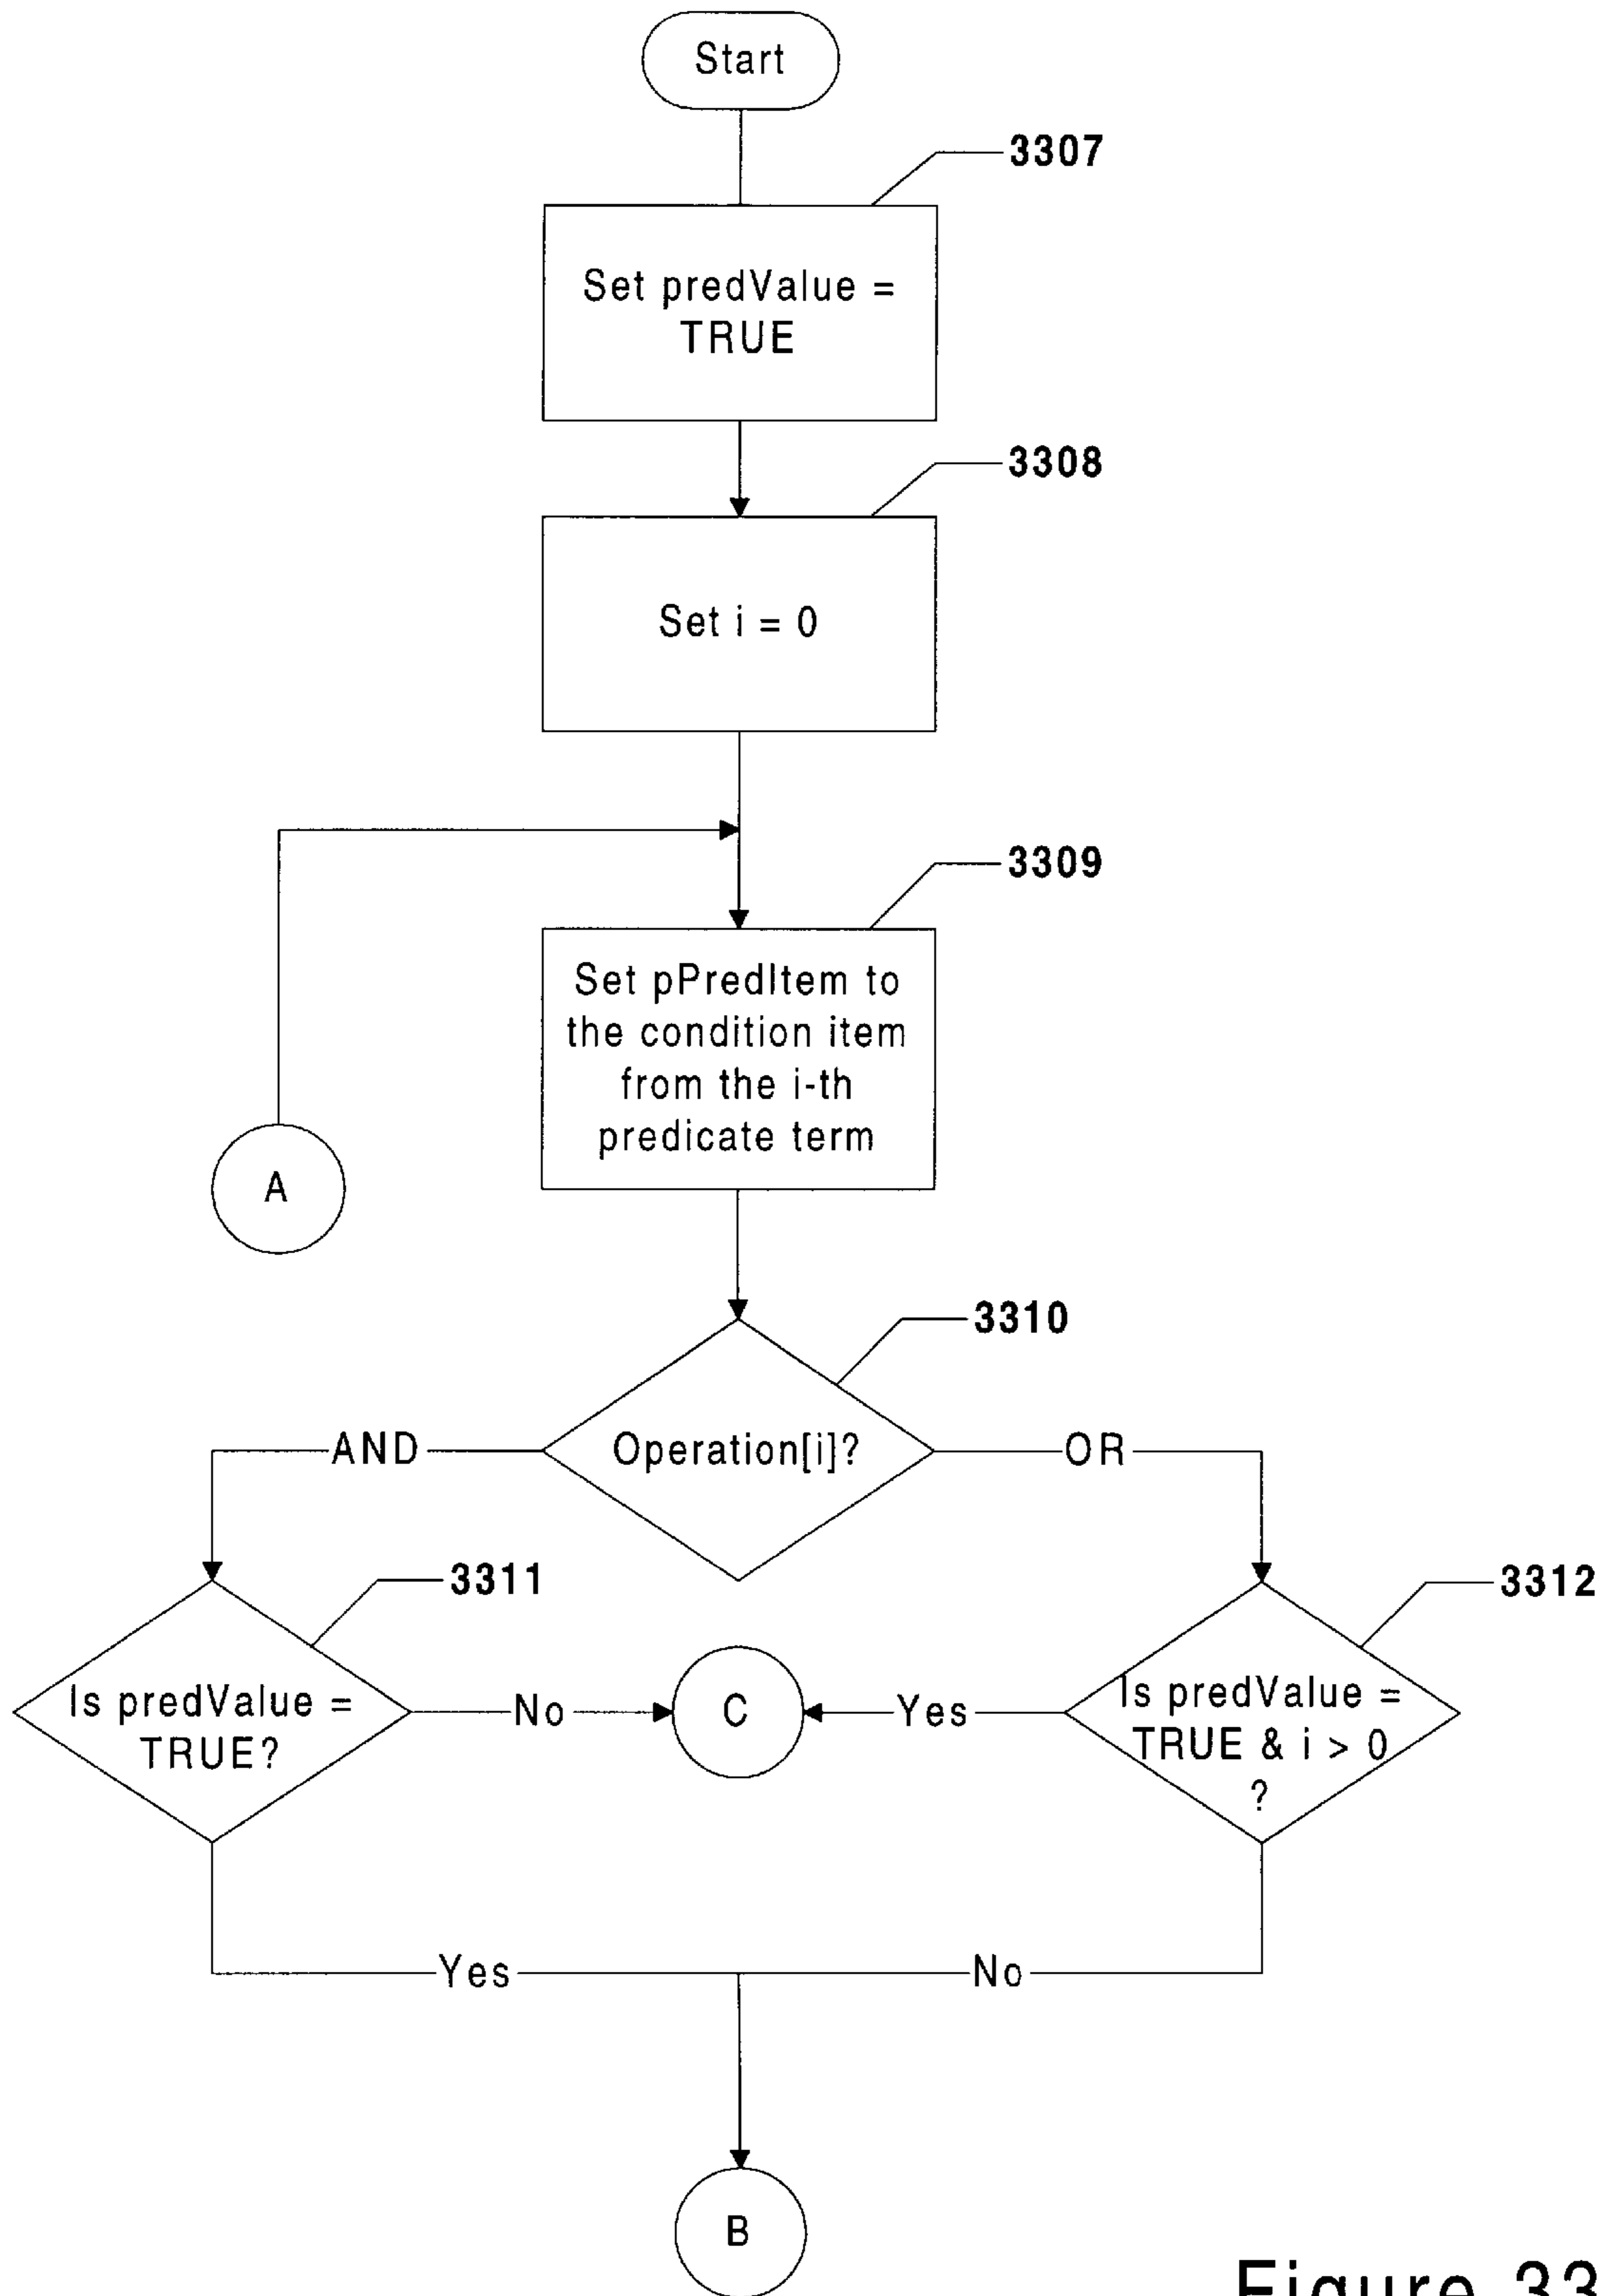 Start
3307
Set predValue =
TRUE
3308
Set i = 0
3309
Set pPredItem to
the condition item
from the i-th
predicate term
A
3310
AND
Operation[i]?
OR
3311
3312
Is predValue =
TRUE?
No
C
Yes
Is predValue =
TRUE & i > 0
?
Yes
No
B
Figure 33